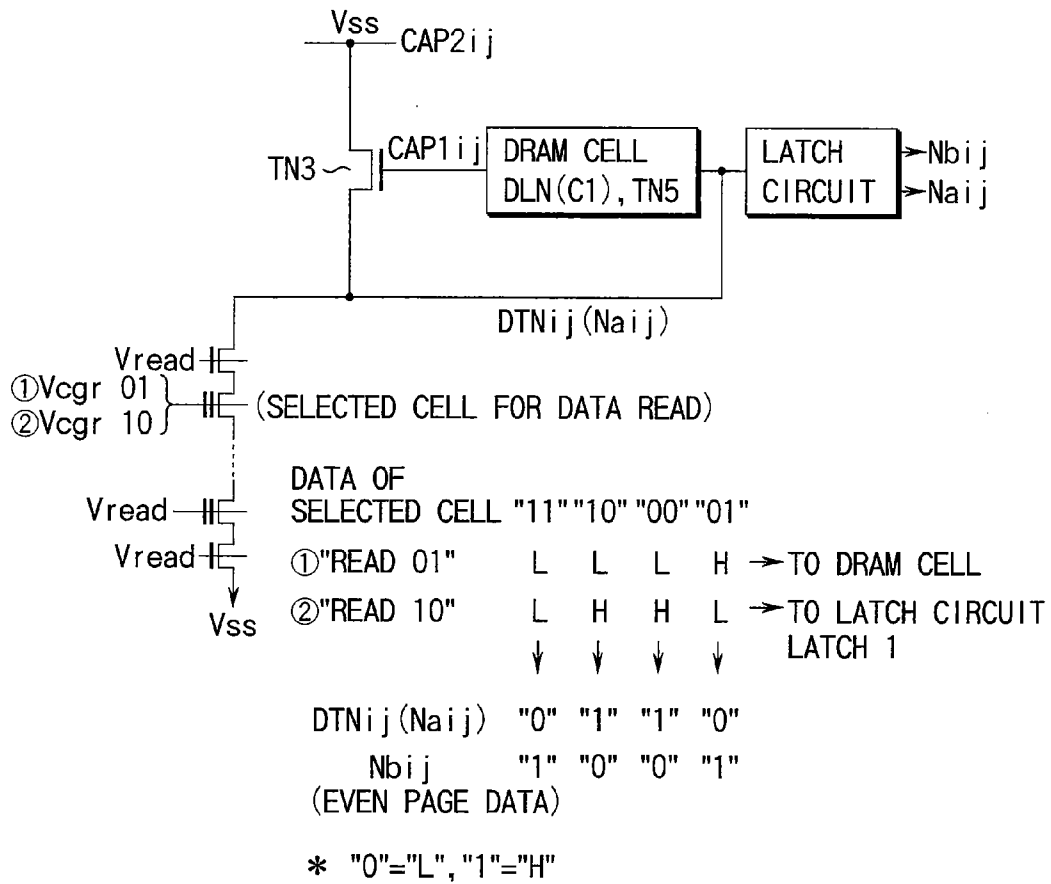 Vss
CAP2ij
TN3
CAP1ij
DRAM CELL
DLN(C1), TN5
LATCH
CIRCUIT
Nbij
Naij
DTNij(Naij)
Vread
①Vcgr 01
②Vcgr 10
(SELECTED CELL FOR DATA READ)
Vread
Vread
Vss
DATA OF
SELECTED CELL "11" "10" "00" "01"
①"READ 01" L L L H → TO DRAM CELL
②"READ 10" L H H L → TO LATCH CIRCUIT
LATCH 1
DTNij(Naij) "0" "1" "1" "0"
Nbij "1" "0" "0" "1"
(EVEN PAGE DATA)
* "0"="L", "1"="H"